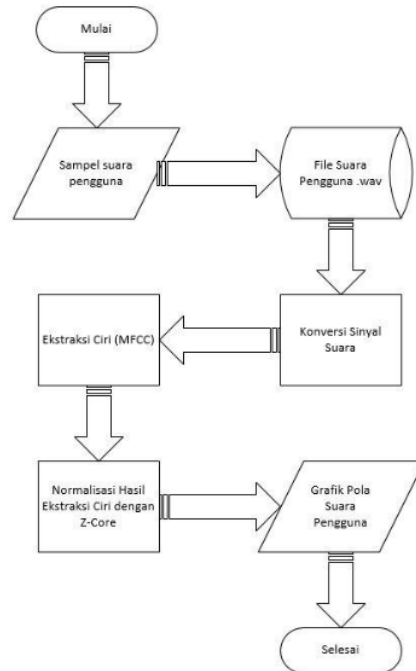 Mulai
Sampel suara
pengguna
File Suara
Pengguna .wav
Konversi Sinyal
Suara
Ekstraksi Ciri (MFCC)
Normalisasi Hasil
Ekstraksi Ciri dengan
Z-Core
Grafik Pola
Suara
Pengguna
Selesai